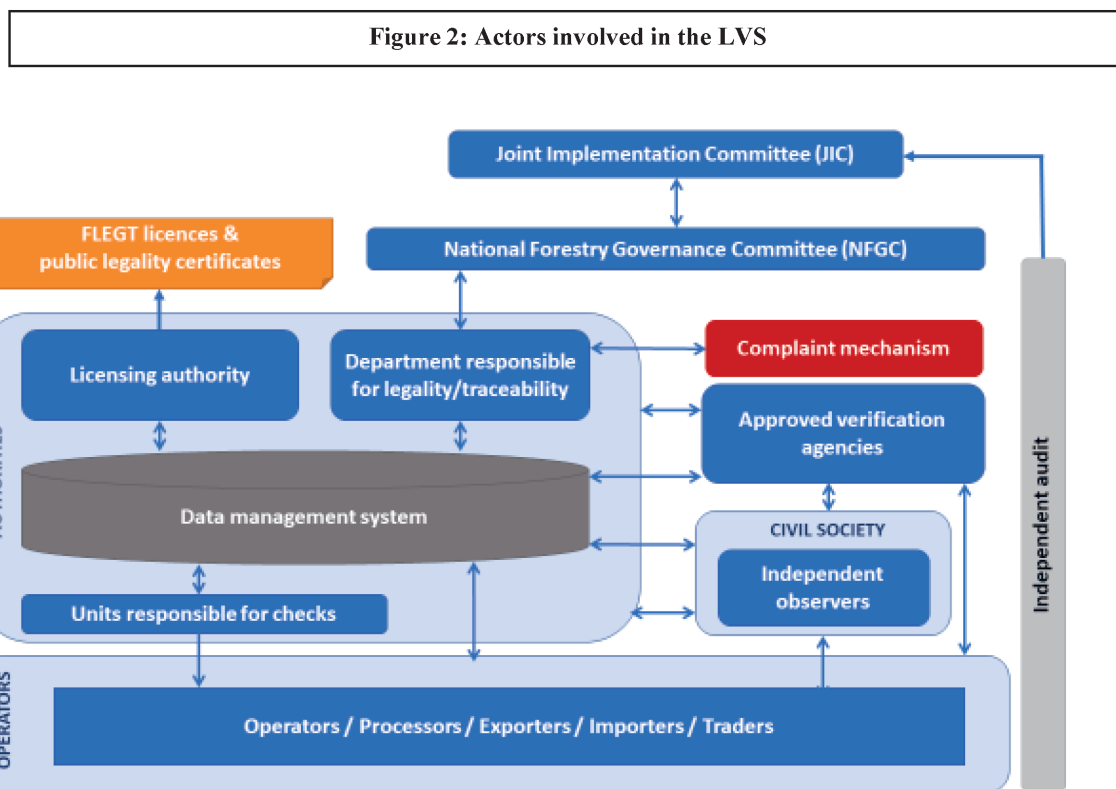 Figure 2: Actors involved in the LVS
Joint Implementation Committee (JIC)
FLEGT licences &
public legality certificates
National Forestry Governance Committee (NFGC)
Licensing authority
Department responsible
for legality/traceability
Complaint mechanism
Approved verification
agencies
Data management system
CIVIL SOCIETY
Independent
observers
Units responsible for checks
Independent audit
OPERATORS
Operators / Processors / Exporters / Importers / Traders